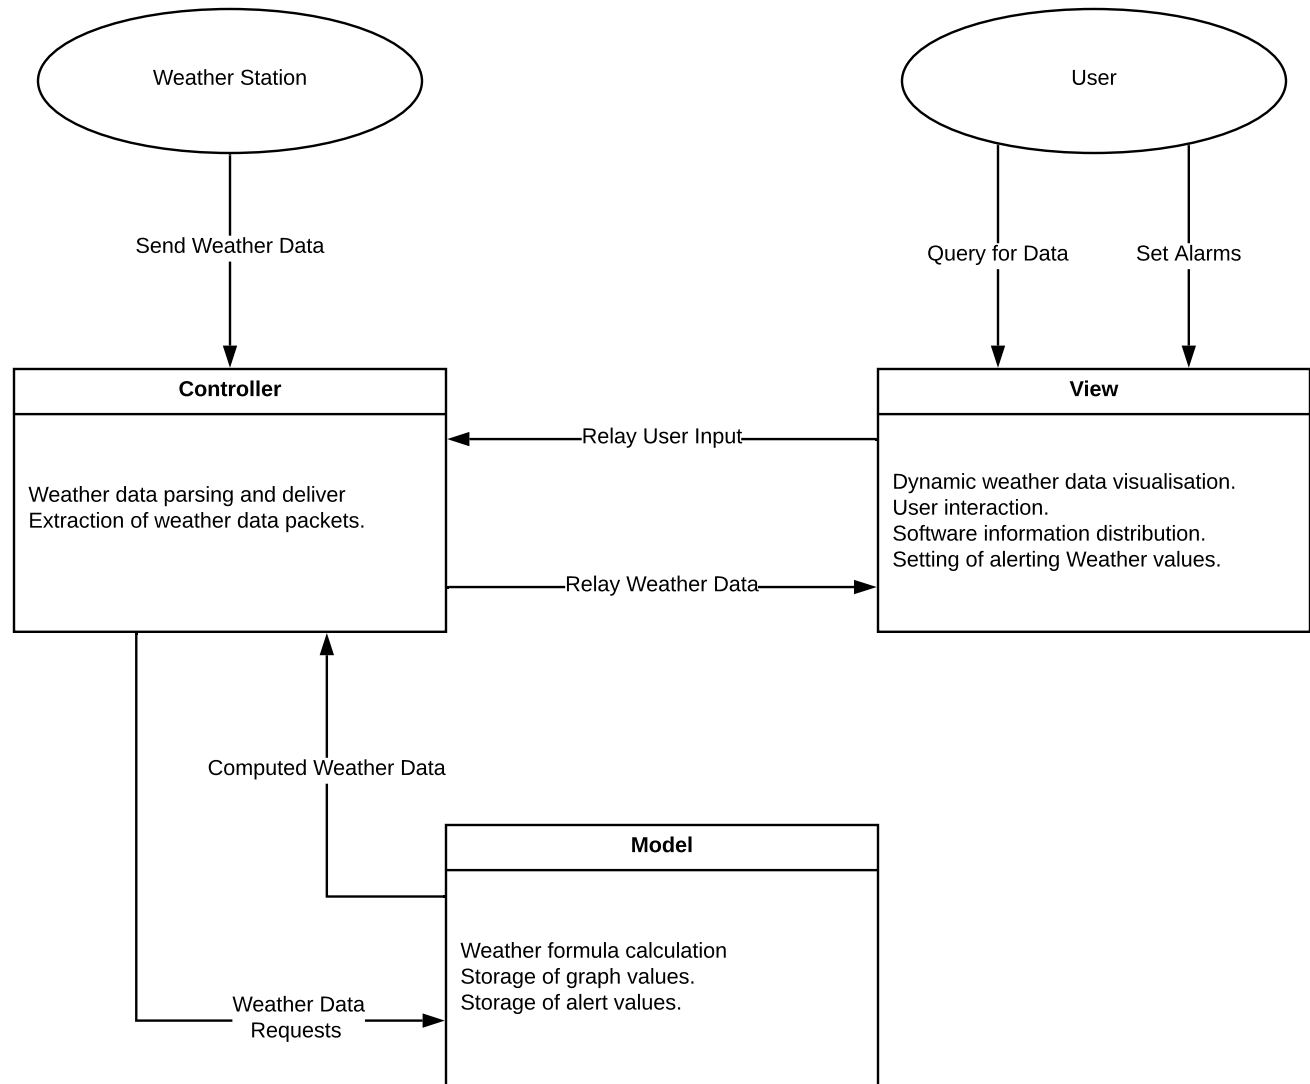 Weather Station
User
Send Weather Data
Query for Data
Set Alarms
Controller
View
Relay User Input
Weather data parsing and deliver
Extraction of weather data packets.
Dynamic weather data visualisation.
User interaction.
Software information distribution.
Setting of alerting Weather values.
Relay Weather Data
Computed Weather Data
Model
Weather formula calculation
Storage of graph values.
Storage of alert values.
Weather Data
Requests